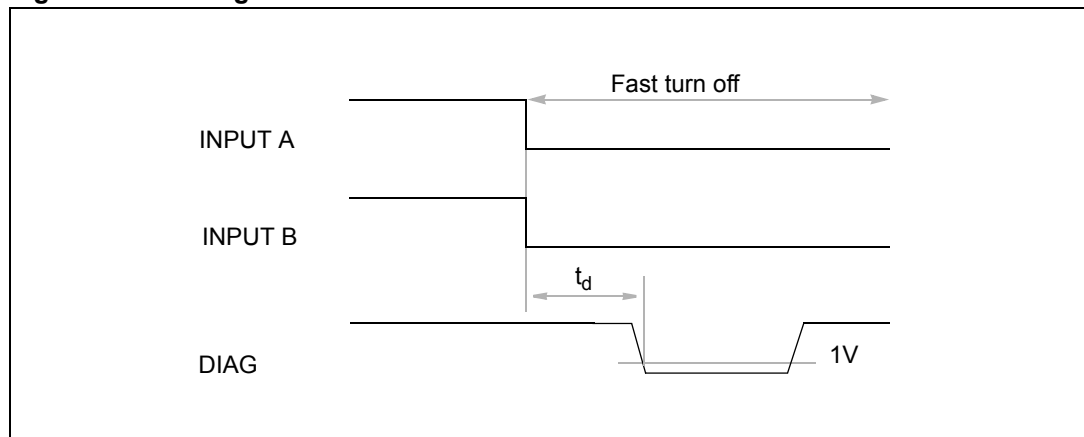 Fast turn off
INPUT A
INPUT B
td
DIAG
1V